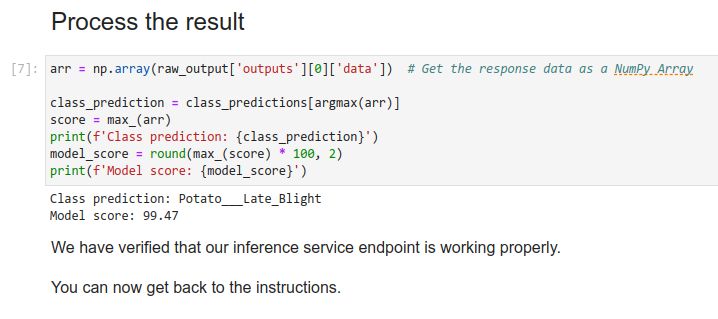 Process the result
[7]: arr = np.array(raw_output['outputs'][0]['data'])  # Get the response data as a NumPy Array
class_prediction = class_predictions[argmax(arr)]
score = max_(arr)
print(f'Class prediction: {class_prediction}')
model_score = round(max_(score) * 100, 2)
print(f'Model score: {model_score}')
Class prediction: Potato___Late_Blight
Model score: 99.47
We have verified that our inference service endpoint is working properly.
You can now get back to the instructions.